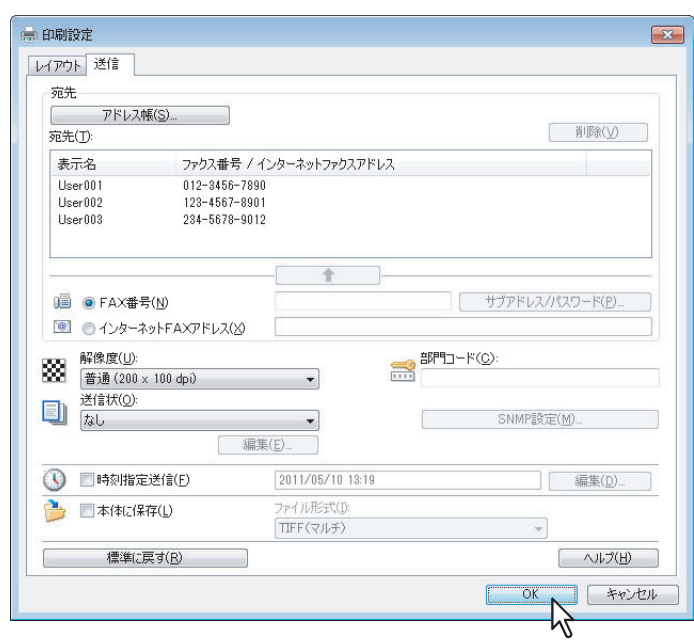 印刷設定
レイアウト 送信
宛先
アドレス帳(S)...
宛先(T):
削除(V)
表示名 ファクス番号 / インターネットファクスアドレス
User001 012-3456-7890
User002 123-4567-8901
User003 234-5678-9012
FAX番号(N) サブアドレス/パスワード(P)...
インターネットFAXアドレス(X)
解像度(U): 部門コード(C):
普通 (200 x 100 dpi)
送信状(O):
なし SNMP設定(M)...
編集(E)...
時刻指定送信(F) 2011/05/10 13:19 編集(D)...
本体に保存(L) ファイル形式(I):
TIFF(マルチ)
標準に戻す(R) ヘルプ(H)
OK キャンセル